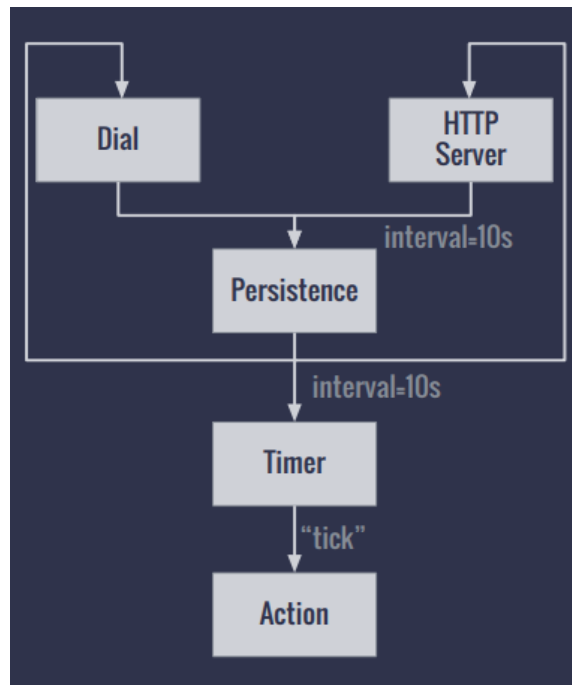 Dial
HTTP
Server
interval=10s
Persistence
interval=10s
Timer
“tick”
Action